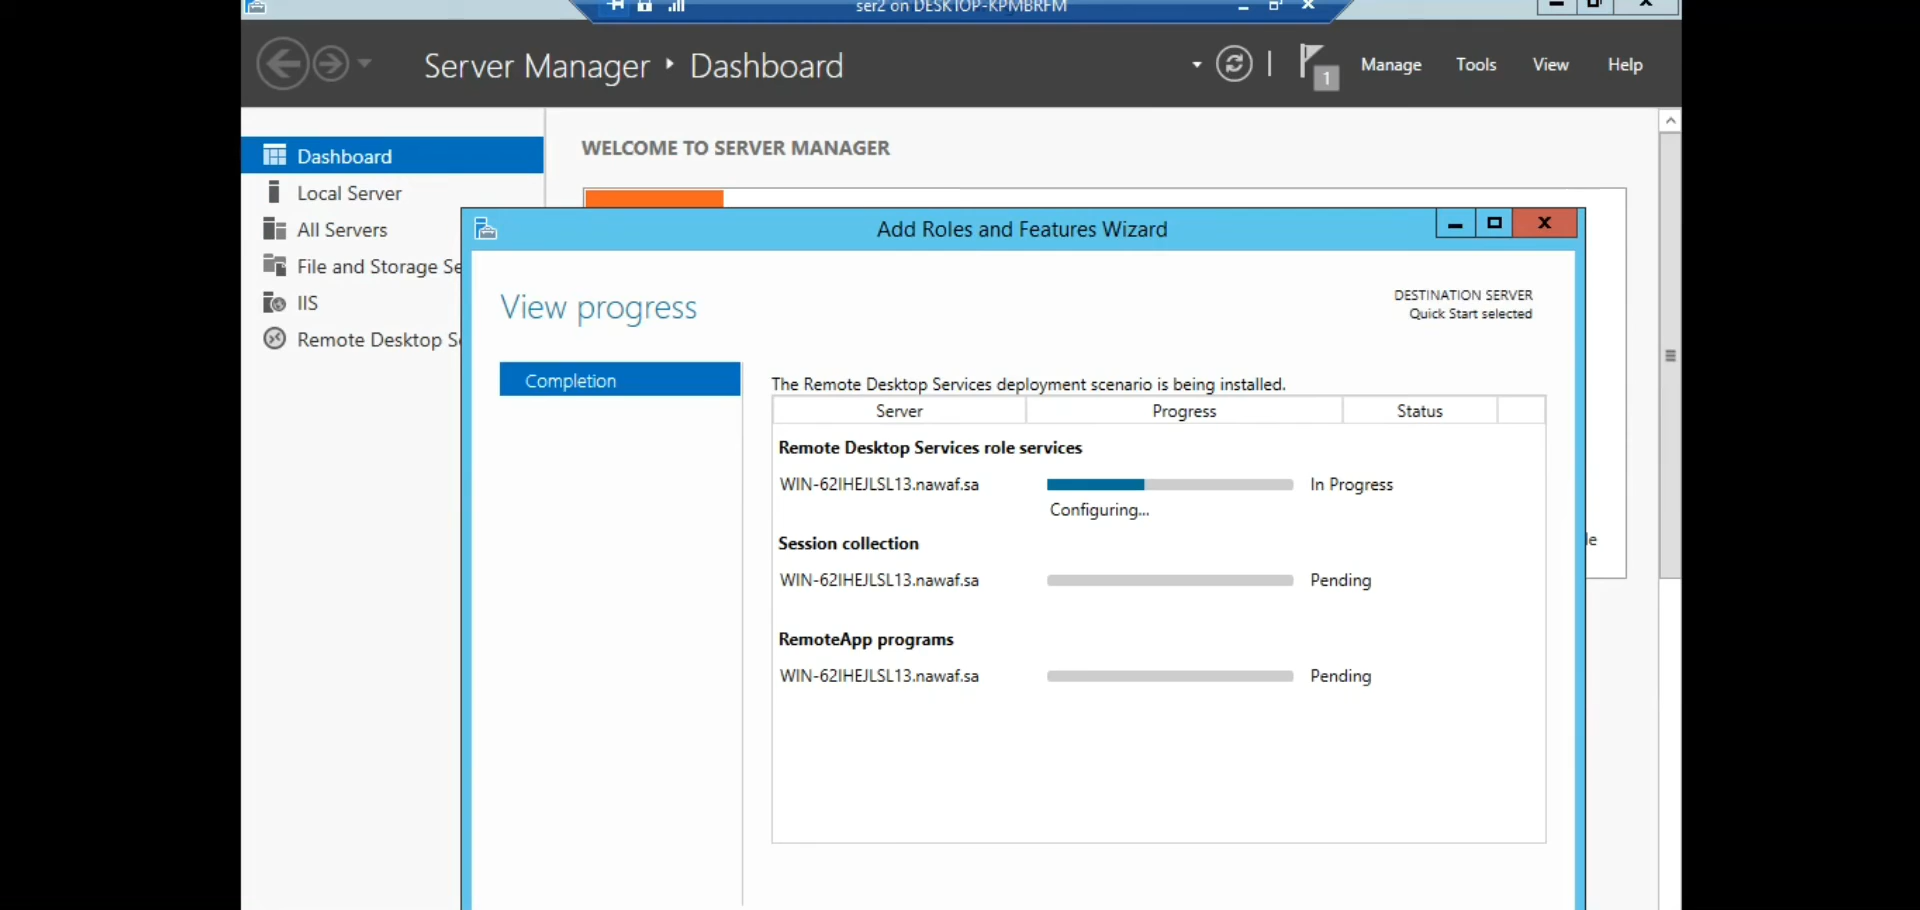 ser2 on DESKTOP-KPMBRFM
Server Manager ‣ Dashboard
1
Manage
Tools
View
Help
Dashboard
Local Server
All Servers
File and Storage Se
IIS
Remote Desktop S
WELCOME TO SERVER MANAGER
Add Roles and Features Wizard
View progress
DESTINATION SERVER
Quick Start selected
Completion
The Remote Desktop Services deployment scenario is being installed.
Server Progress Status
Remote Desktop Services role services
WIN-62IHEJLSL13.nawaf.sa In Progress
Configuring...
Session collection
WIN-62IHEJLSL13.nawaf.sa Pending
RemoteApp programs
WIN-62IHEJLSL13.nawaf.sa Pending